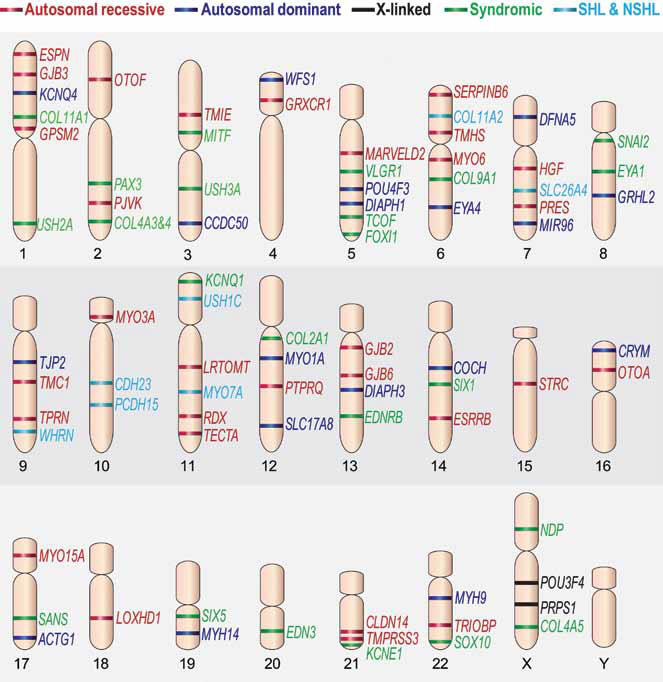 Autosomal recessive Autosomal dominant X-linked Syndromic SHL & NSHL
ESPN
GJB3
KCNQ4
COL11A1
GPSM2
USH2A
1
OTOF
PAX3
PJVK
COL4A3&4
2
TMIE
MITF
USH3A
CCDC50
3
WFS1
GRXCR1
4
MARVELD2
VLGR1
POU4F3
DIAPH1
TCOF
FOXI1
5
SERPINB6
COL11A2
TMHS
MYO6
COL9A1
EYA4
6
DFNA5
HGF
SLC26A4
PRES
MIR96
7
SNAI2
EYA1
GRHL2
8
TJP2
TMC1
TPRN
WHRN
9
MYO3A
CDH23
PCDH15
10
KCNQ1
USH1C
LRTOMT
MYO7A
RDX
TECTA
11
COL2A1
MYO1A
PTPRQ
SLC17A8
12
GJB2
GJB6
DIAPH3
EDNRB
13
COCH
SIX1
ESRRB
14
STRC
15
CRYM
OTOA
16
MYO15A
SANS
ACTG1
17
LOXHD1
18
SIX5
MYH14
19
EDN3
20
CLDN14
TMPRSS3
KCNE1
21
MYH9
TRIOBP
SOX10
22
NDP
POU3F4
PRPS1
COL4A5
X
Y